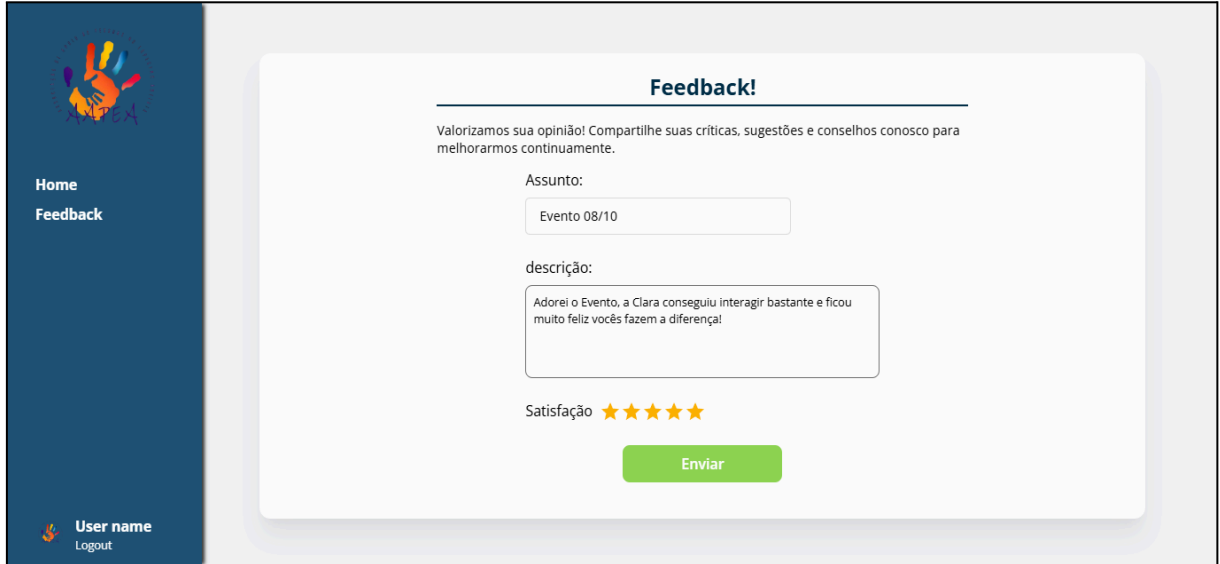 AAPEA
Home
Feedback
User name
Logout
Feedback!
Valorizamos sua opinião! Compartilhe suas críticas, sugestões e conselhos conosco para
melhorarmos continuamente.
Assunto:
Evento 08/10
descrição:
Adorei o Evento, a Clara conseguiu interagir bastante e ficou
muito feliz vocês fazem a diferença!
Satisfação
Enviar